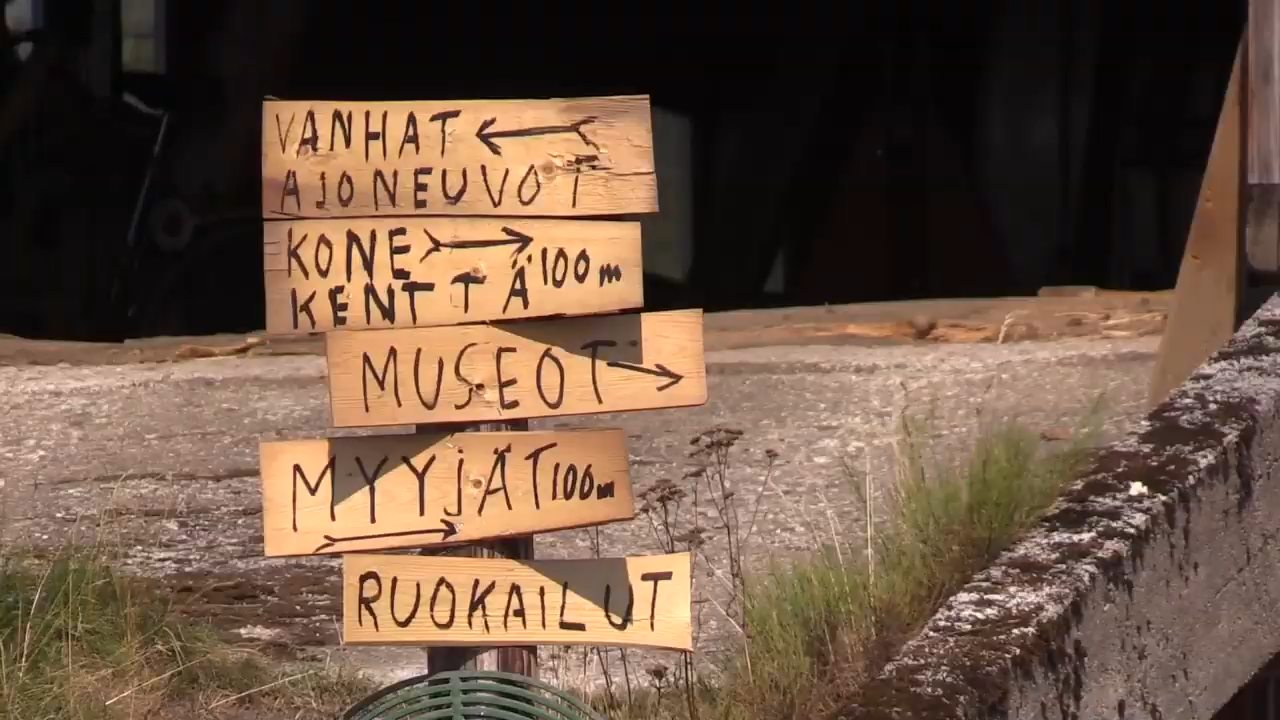 VANHAT ←
AJONEUVOT
KONE → 100 m
KENTTÄ
MUSEOT →
MYYJÄT 100m
→
RUOKAILUT